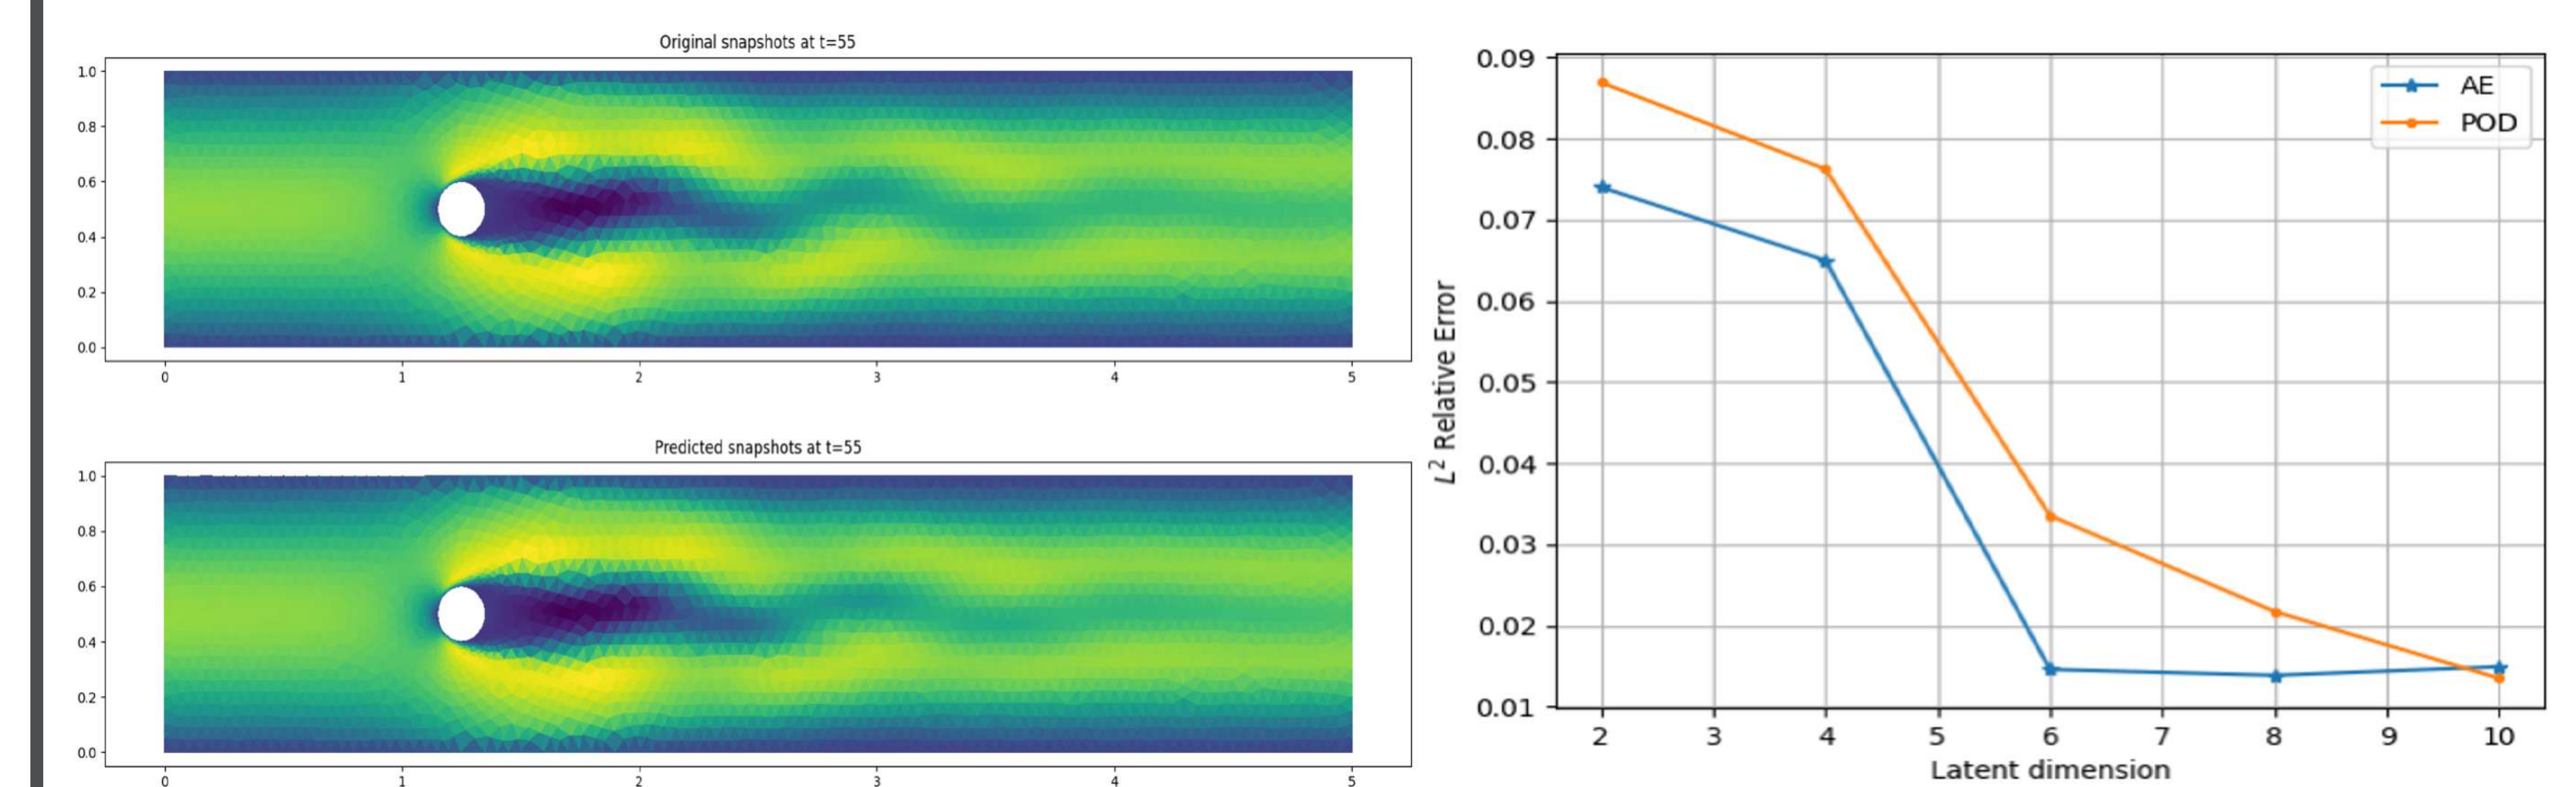 Original snapshots at t=55
1.0
0.8
0.6
0.4
0.2
0.0
0 1 2 3 4 5
Predicted snapshots at t=55
1.0
0.8
0.6
0.4
0.2
0.0
0 1 2 3 4 5
L² Relative Error
0.09
0.08
0.07
0.06
0.05
0.04
0.03
0.02
0.01
AE
POD
2 3 4 5 6 7 8 9 10
Latent dimension